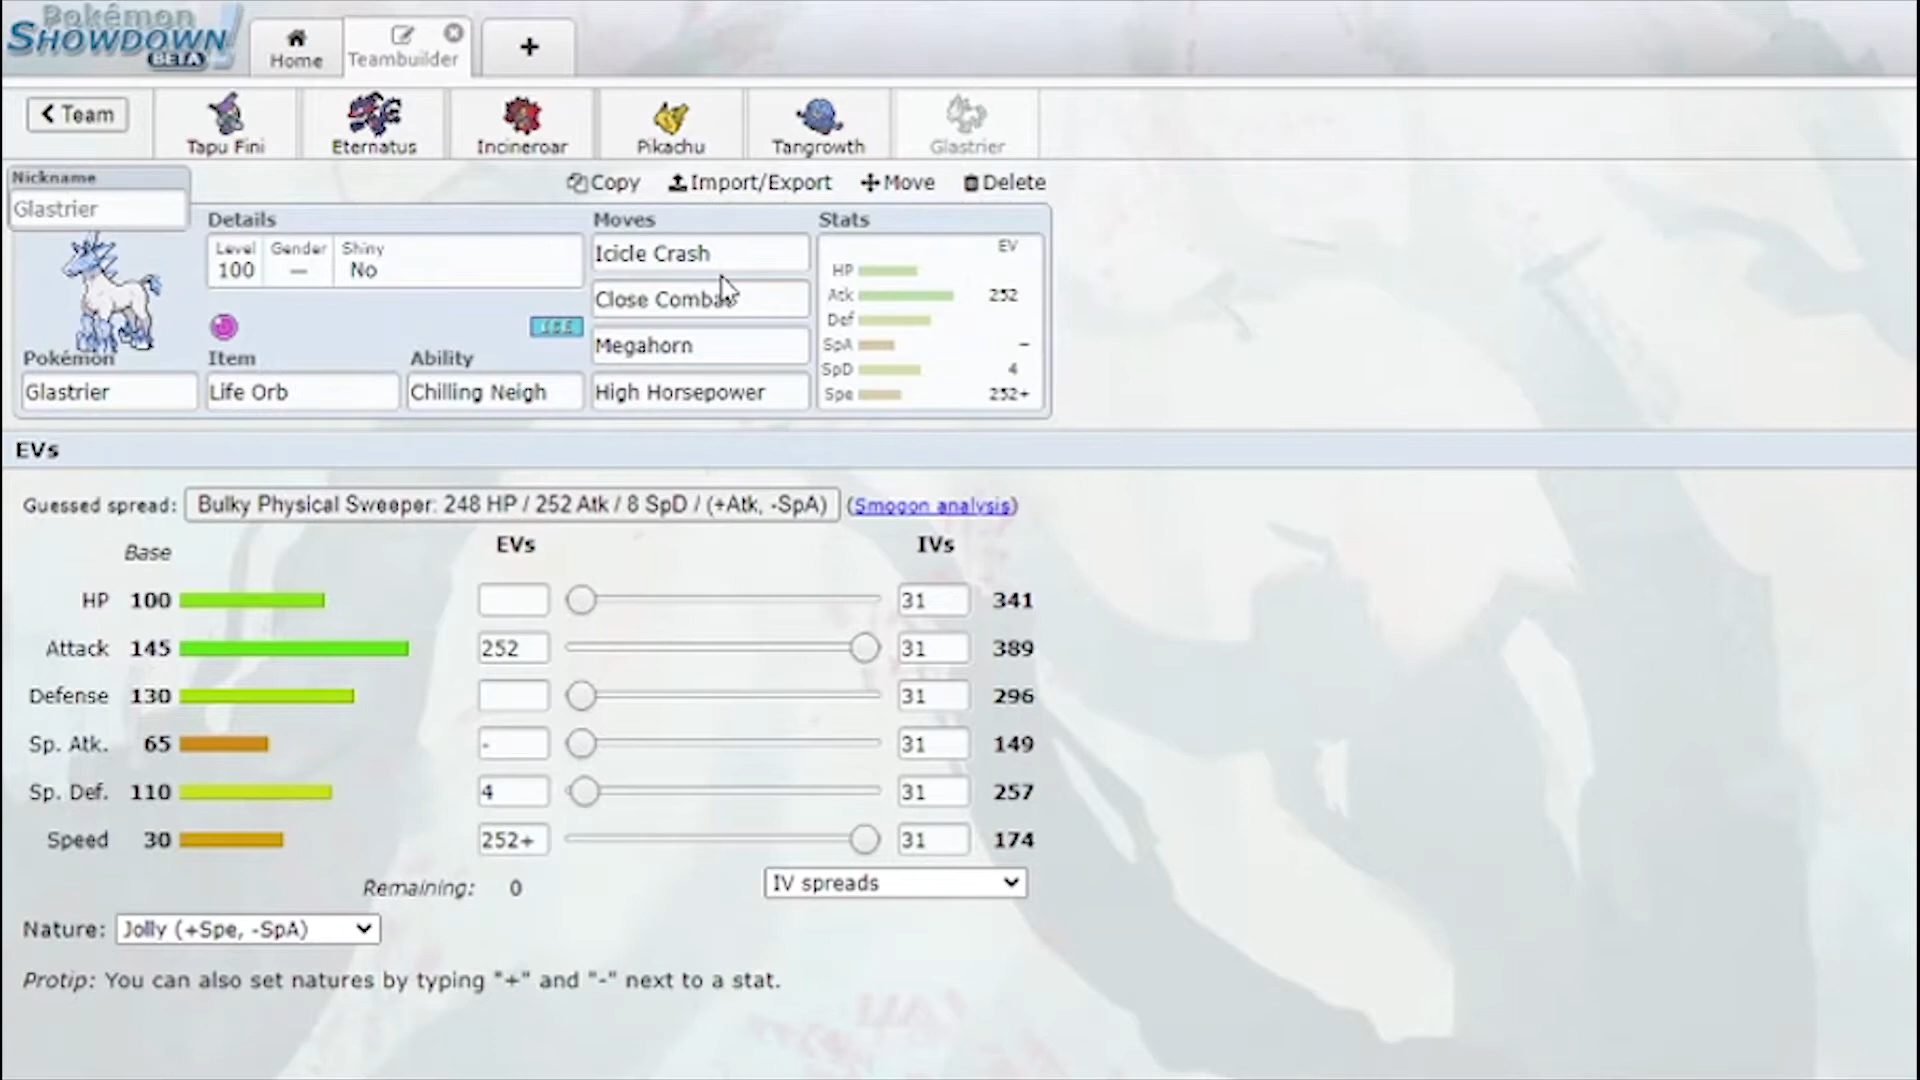 Pokémon
SHOWDOWN!
BETA
Home
Teambuilder
+
Team
Tapu Fini
Eternatus
Incineroar
Pikachu
Tangrowth
Glastrier
Nickname
Glastrier
Copy
Import/Export
Move
Delete
Details
Moves
Stats
Level
Gender
Shiny
100
—
No
ICE
Pokémon
Item
Ability
Glastrier
Life Orb
Chilling Neigh
Icicle Crash
Close Combat
Megahorn
High Horsepower
EV
HP
Atk 252
Def
SpA -
SpD 4
Spe 252+
EVs
Guessed spread: Bulky Physical Sweeper: 248 HP / 252 Atk / 8 SpD / (+Atk, -SpA) (Smogon analysis)
Base EVs IVs
HP 100 31 341
Attack 145 252 31 389
Defense 130 31 296
Sp. Atk. 65 - 31 149
Sp. Def. 110 4 31 257
Speed 30 252+ 31 174
Remaining: 0
IV spreads
Nature: Jolly (+Spe, -SpA)
Protip: You can also set natures by typing "+" and "-" next to a stat.